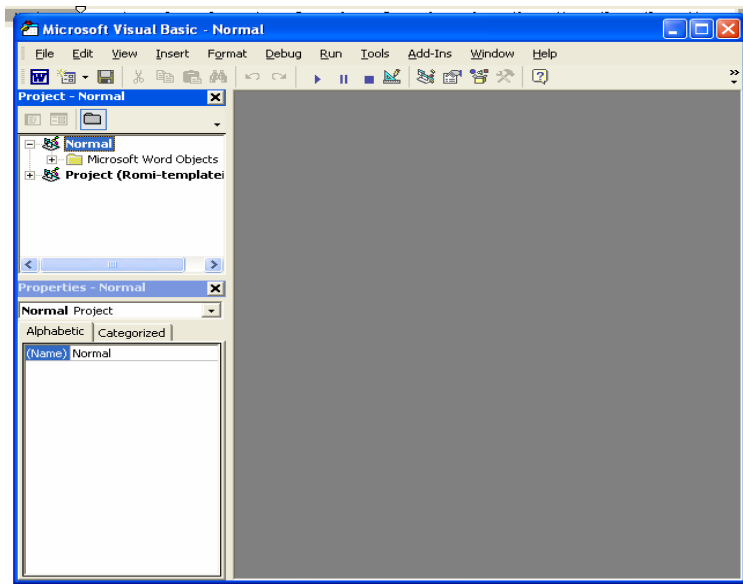 Microsoft Visual Basic - Normal
File Edit View Insert Format Debug Run Tools Add-Ins Window Help
Project - Normal
Normal
Microsoft Word Objects
Project (Romi-templatei
Properties - Normal
Normal Project
Alphabetic Categorized
(Name) Normal